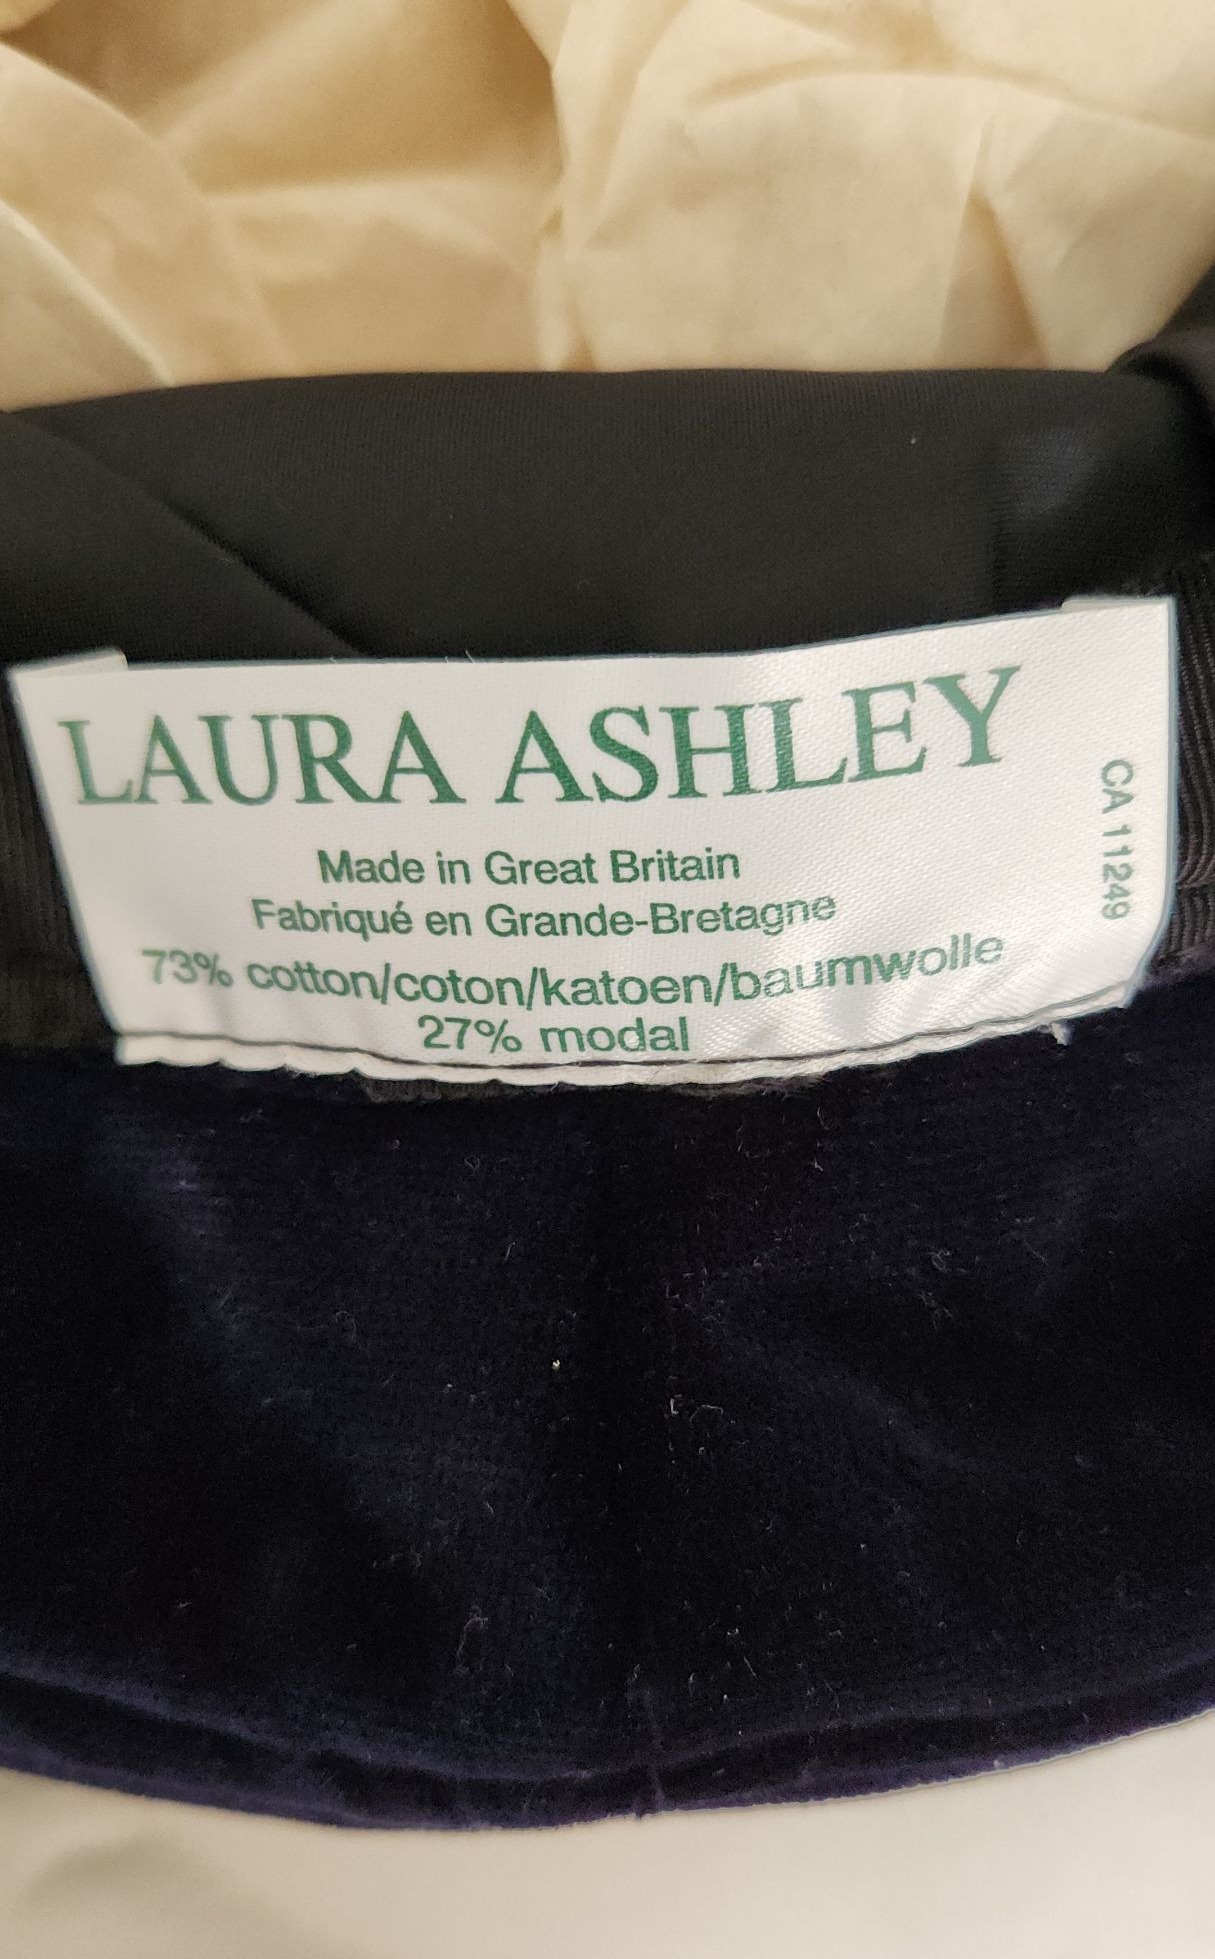 LAURA ASHLEY
Made in Great Britain
Fabriqué en Grande-Bretagne
73% cotton/coton/katoen/baumwolle
27% modal
CA 11249